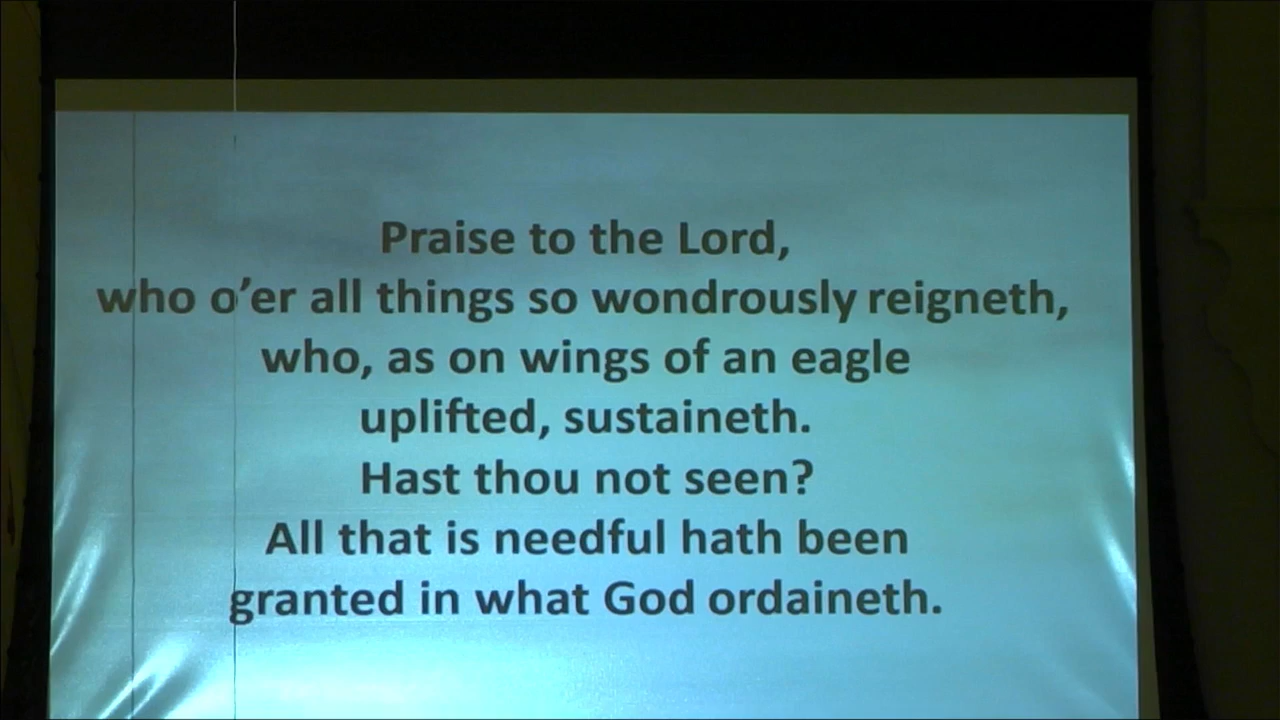 Praise to the Lord,
who o’er all things so wondrously reigneth,
who, as on wings of an eagle
uplifted, sustaineth.
Hast thou not seen?
All that is needful hath been
granted in what God ordaineth.